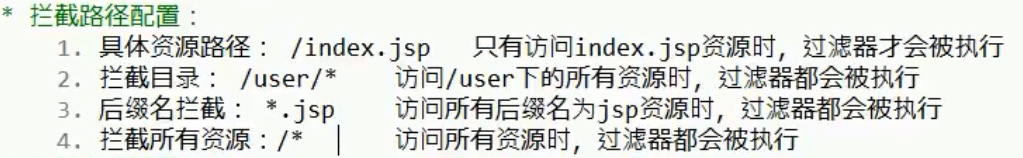 * 拦截路径配置：
1. 具体资源路径： /index.jsp 只有访问index.jsp资源时，过滤器才会被执行
2. 拦截目录： /user/* 访问/user下的所有资源时，过滤器都会被执行
3. 后缀名拦截： *.jsp 访问所有后缀名为jsp资源时，过滤器都会被执行
4. 拦截所有资源：/* 访问所有资源时，过滤器都会被执行